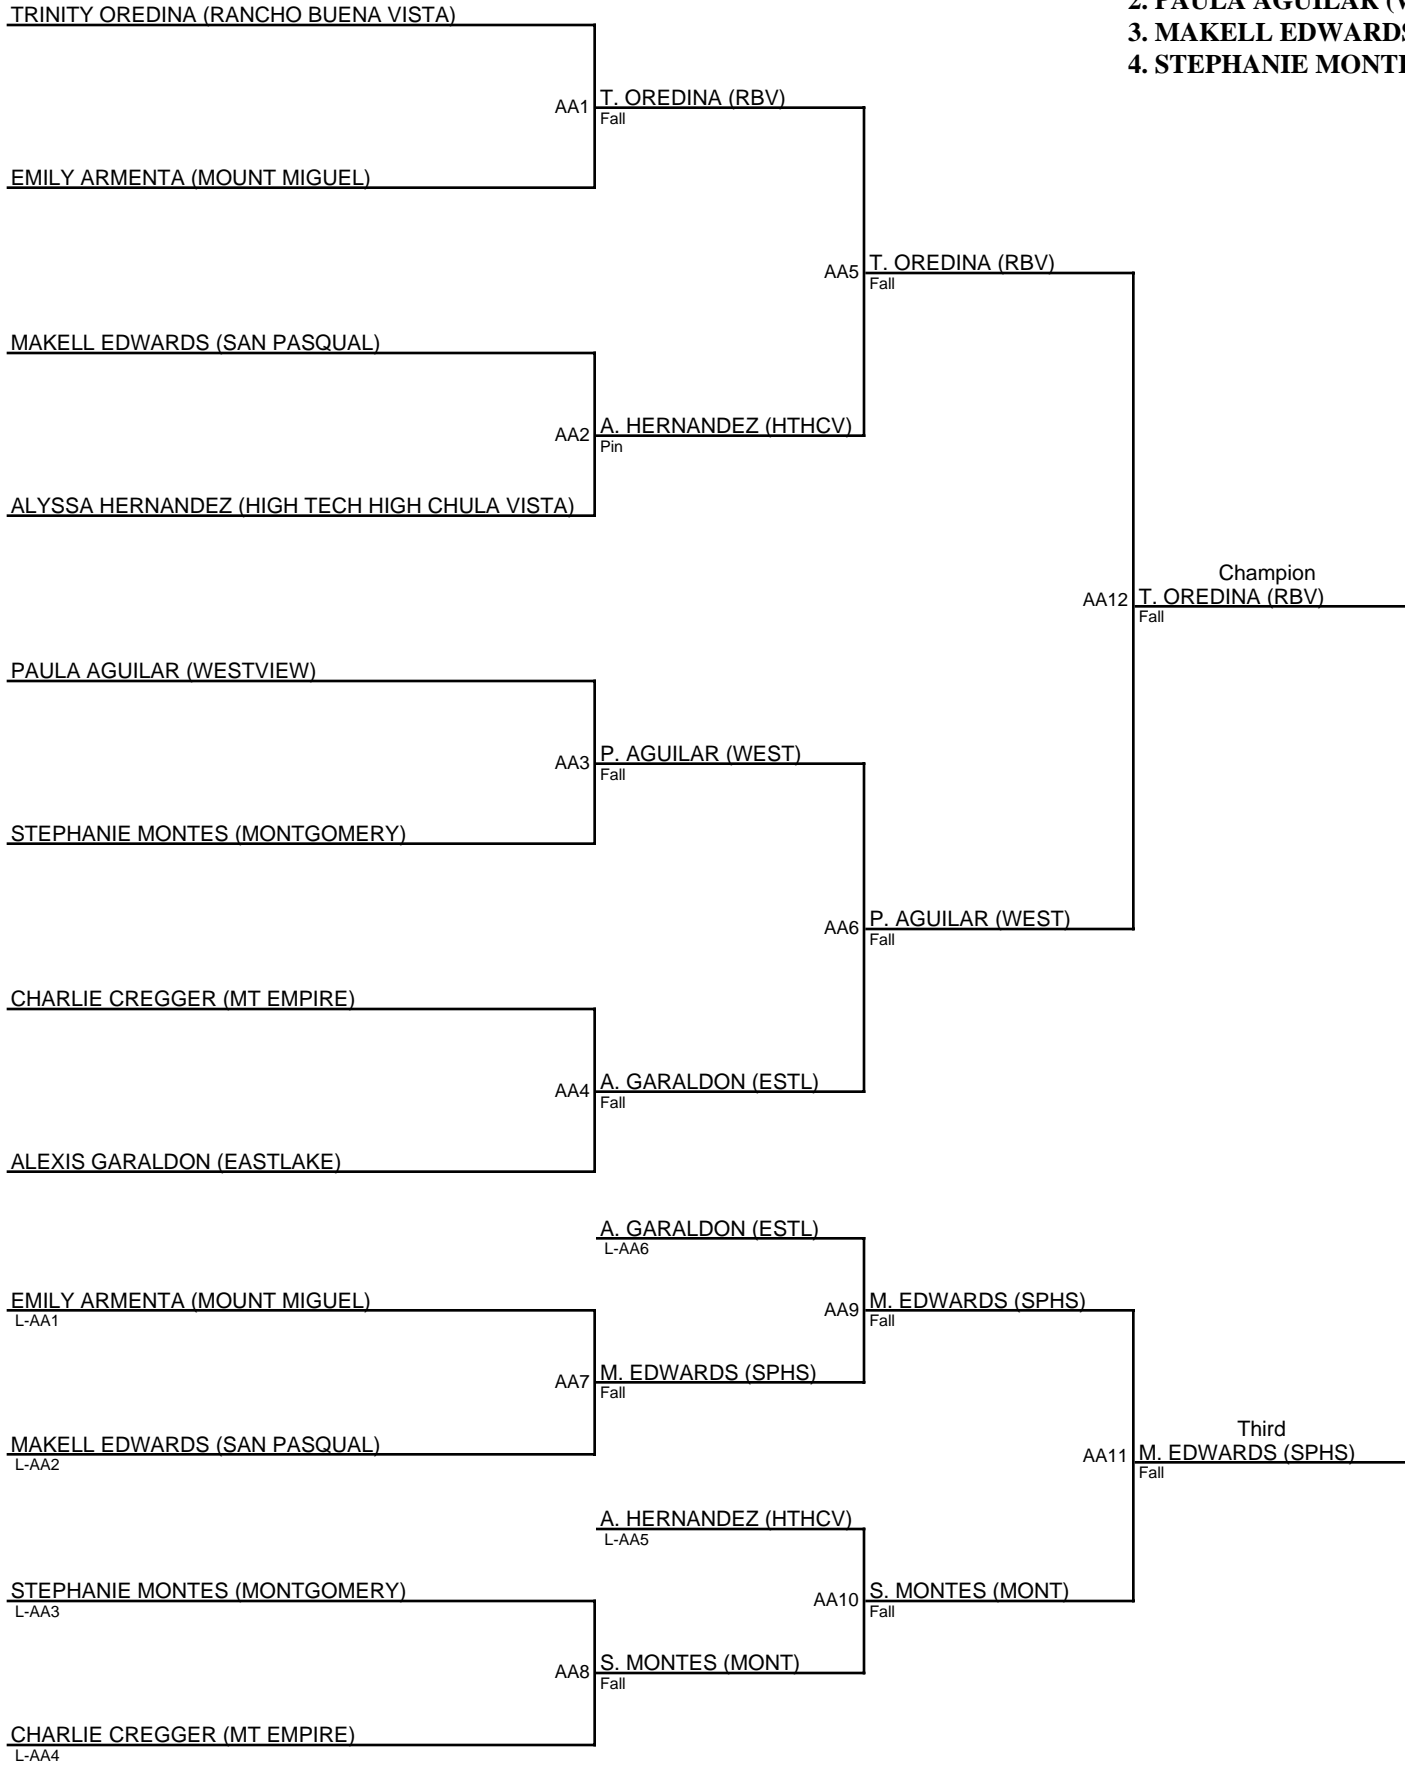 TRINITY OREDINA (RANCHO BUENA VISTA)
2. PAULA AGUILAR
3. MAKELL EDWARDS
4. STEPHANIE
AA1
T. OREDINA (RBV)
Fall
EMILY ARMENTA (MOUNT MIGUEL)
AA5
T. OREDINA (RBV)
Fall
MAKELL EDWARDS (SAN PASQUAL)
AA2
A. HERNANDEZ (HTHCV)
Pin
ALYSSA HERNANDEZ (HIGH TECH HIGH CHULA VISTA)
Champion
AA12
T. OREDINA (RBV)
Fall
PAULA AGUILAR (WESTVIEW)
AA3
P. AGUILAR (WEST)
Fall
STEPHANIE MONTES (MONTGOMERY)
AA6
P. AGUILAR (WEST)
Fall
CHARLIE CREGGER (MT EMPIRE)
AA4
A. GARALDON (ESTL)
Fall
ALEXIS GARALDON (EASTLAKE)
A. GARALDON (ESTL)
L-AA6
EMILY ARMENTA (MOUNT MIGUEL)
L-AA1
AA9
M. EDWARDS (SPHS)
Fall
AA7
M. EDWARDS (SPHS)
Fall
MAKELL EDWARDS (SAN PASQUAL)
L-AA2
Third
AA11
M. EDWARDS (SPHS)
Fall
A. HERNANDEZ (HTHCV)
L-AA5
STEPHANIE MONTES (MONTGOMERY)
L-AA3
AA10
S. MONTES (MONT)
Fall
AA8
S. MONTES (MONT)
Fall
CHARLIE CREGGER (MT EMPIRE)
L-AA4